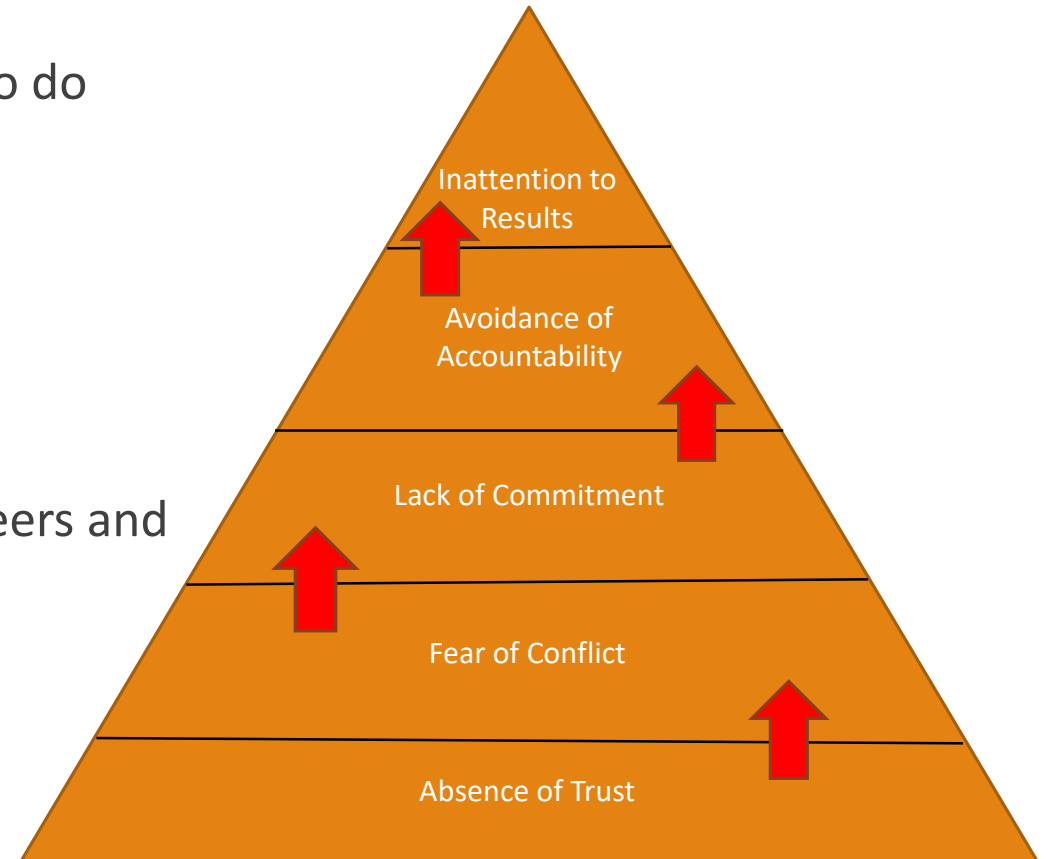 o do
Inattention to
Results
Avoidance of
Accountability
Lack of Commitment
eers and
Fear of Conflict
Absence of Trust